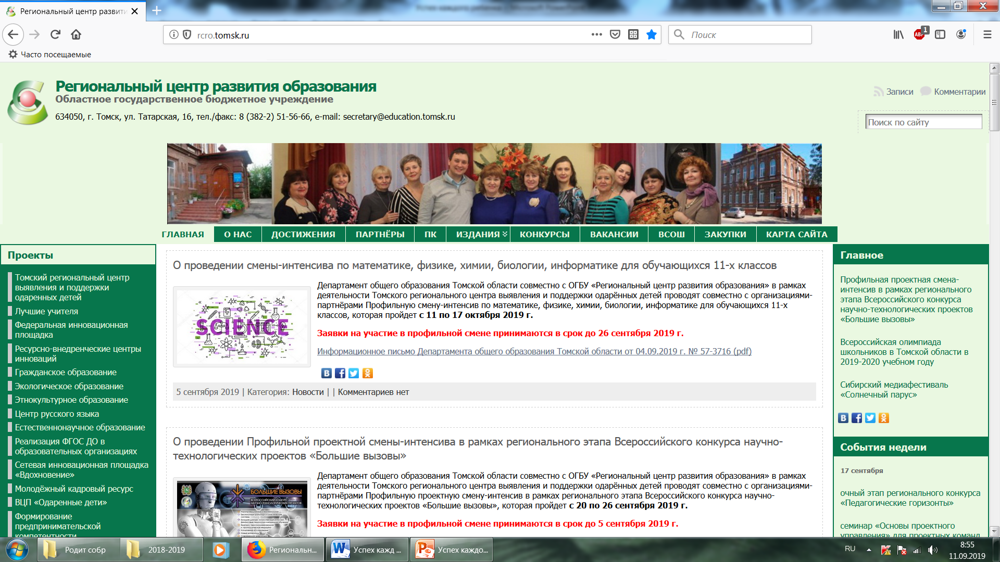 Региональный центр развити
rcro.tomsk.ru
Поиск
1
Часто посещаемые
Региональный центр развития образования
Областное государственное бюджетное учреждение
634050, г. Томск, ул. Татарская, 16, тел./факс: 8 (382-2) 51-56-66, e-mail: secretary@education.tomsk.ru
Записи
Комментарии
Поиск по сайту
ГЛАВНАЯ
О НАС
ДОСТИЖЕНИЯ
ПАРТНЁРЫ
ПК
ИЗДАНИЯ
КОНКУРСЫ
ВАКАНСИИ
ВСОШ
ЗАКУПКИ
КАРТА САЙТА
Проекты
Томский региональный центр
выявления и поддержки
одаренных детей
Лучшие учителя
Федеральная инновационная
площадка
Ресурсно-внедренческие центры
инноваций
Гражданское образование
Экологическое образование
Этнокультурное образование
Центр русского языка
Естественнонаучное образование
Реализация ФГОС ДО в
образовательных организациях
Сетевая инновационная площадка
«Вдохновение»
Молодёжный кадровый ресурс
ВЦП «Одаренные дети»
Формирование
предпринимательской
компетентности
О проведении смены-интенсива по математике, физике, химии, биологии, информатике для обучающихся 11-х классов
SCIENCE
Департамент общего образования Томской области совместно с ОГБУ «Региональный центр развития образования» в рамках
деятельности Томского регионального центра выявления и поддержки одарённых детей проводят совместно с организациями-
партнёрами Профильную смену-интенсив по математике, физике, химии, биологии, информатике для обучающихся 11-х
классов, которая пройдет с 11 по 17 октября 2019 г.
Заявки на участие в профильной смене принимаются в срок до 26 сентября 2019 г.
Информационное письмо Департамента общего образования Томской области от 04.09.2019 г. № 57-3716 (pdf)
5 сентября 2019 | Категория: Новости | | Комментариев нет
О проведении Профильной проектной смены-интенсива в рамках регионального этапа Всероссийского конкурса научно-
технологических проектов «Большие вызовы»
БОЛЬШИЕ ВЫЗОВЫ
ВСЕРОССИЙСКИЙ КОНКУРС
НАУЧНО-ТЕХНОЛОГИЧЕСКИХ ПРОЕКТОВ
Департамент общего образования Томской области совместно с ОГБУ «Региональный центр развития образования» в рамках
деятельности Томского регионального центра выявления и поддержки одарённых детей проводят совместно с организациями-
партнёрами Профильную проектную смену-интенсив в рамках регионального этапа Всероссийского конкурса научно-
технологических проектов «Большие вызовы», которая пройдет с 20 по 26 сентября 2019 г.
Заявки на участие в профильной смене принимаются в срок до 5 сентября 2019 г.
Главное
Профильная проектная смена-
интенсив в рамках регионального
этапа Всероссийского конкурса
научно-технологических проектов
«Большие вызовы»
Всероссийская олимпиада
школьников в Томской области в
2019-2020 учебном году
Сибирский медиафестиваль
«Солнечный парус»
События недели
17 сентября
очный этап регионального конкурса
«Педагогические горизонты»
семинар «Основы проектного
управления» для проектных команд
Родит собр
2018-2019
Региональн...
Успех кажд ...
Успех каждо...
RU
8:55
11.09.2019